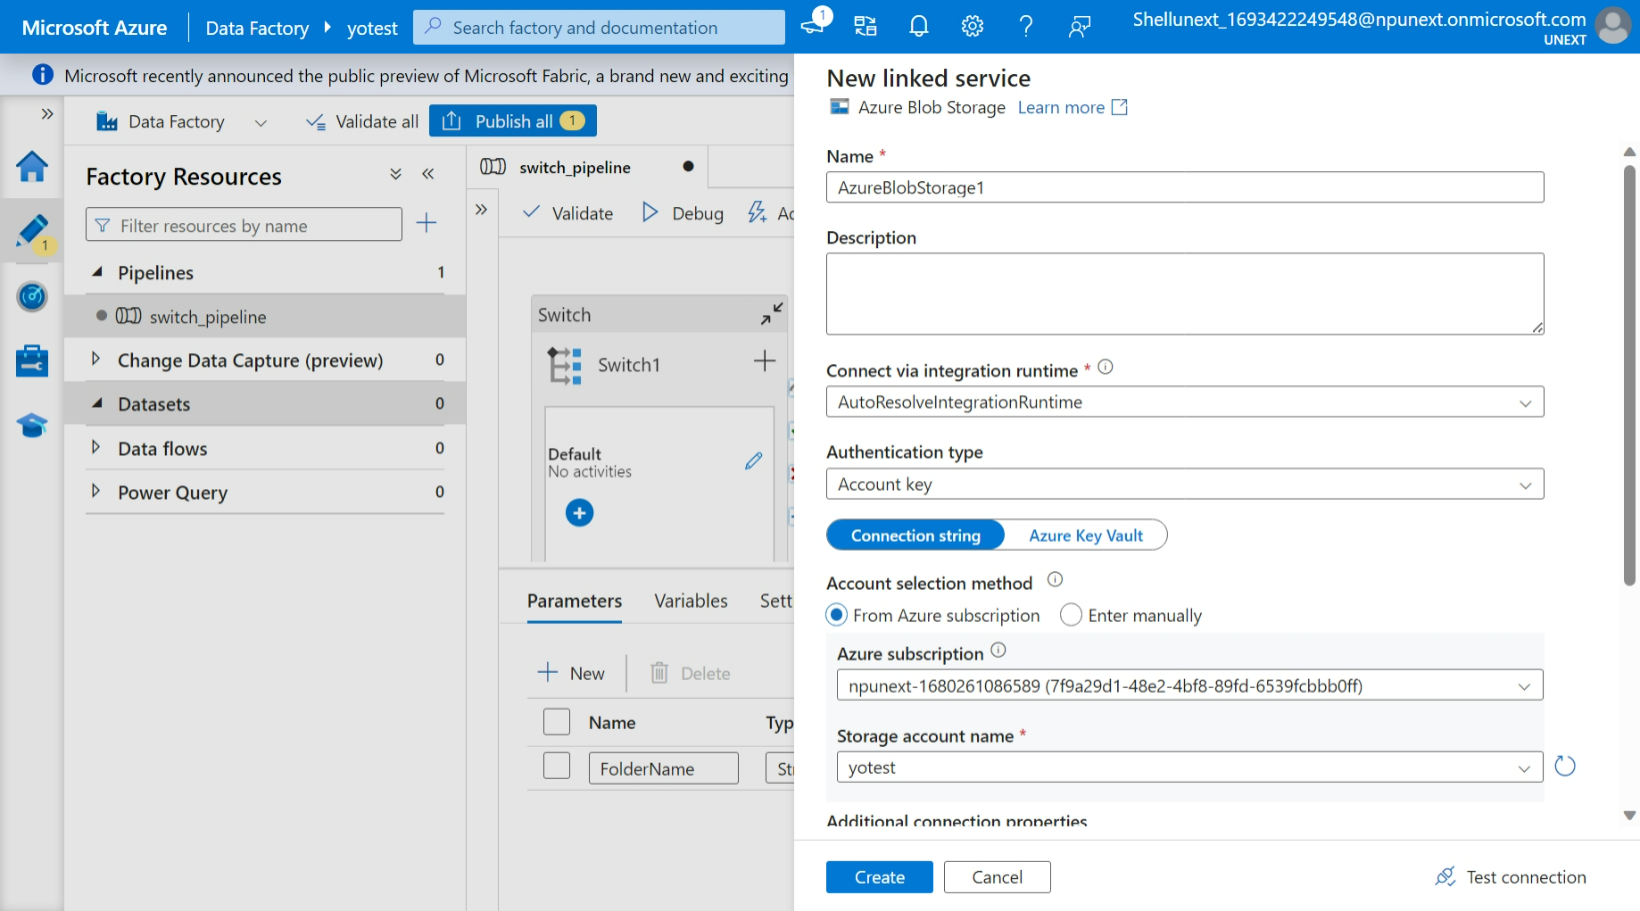 Microsoft Azure
Data Factory
yotest
Search factory and documentation
1
Shellunext_1693422249548@npunext.onmicrosoft.com
UNEXT
Microsoft recently announced the public preview of Microsoft Fabric, a brand new and exciting
Data Factory
Validate all
Publish all
1
1
Factory Resources
Filter resources by name
Pipelines
1
switch_pipeline
Change Data Capture (preview)
0
Datasets
0
Data flows
0
Power Query
0
switch_pipeline
Validate
Debug
Switch
Switch1
Default
No activities
Parameters
Variables
Sett
New
Delete
Name
Typ
FolderName
New linked service
Azure Blob Storage
Learn more
Name *
AzureBlobStorage1
Description
Connect via integration runtime *
AutoResolveIntegrationRuntime
Authentication type
Account key
Connection string
Azure Key Vault
Account selection method
From Azure subscription
Enter manually
Azure subscription
npunext-1680261086589 (7f9a29d1-48e2-4bf8-89fd-6539fcbbb0ff)
Storage account name *
yotest
Additional connection properties
Create
Cancel
Test connection